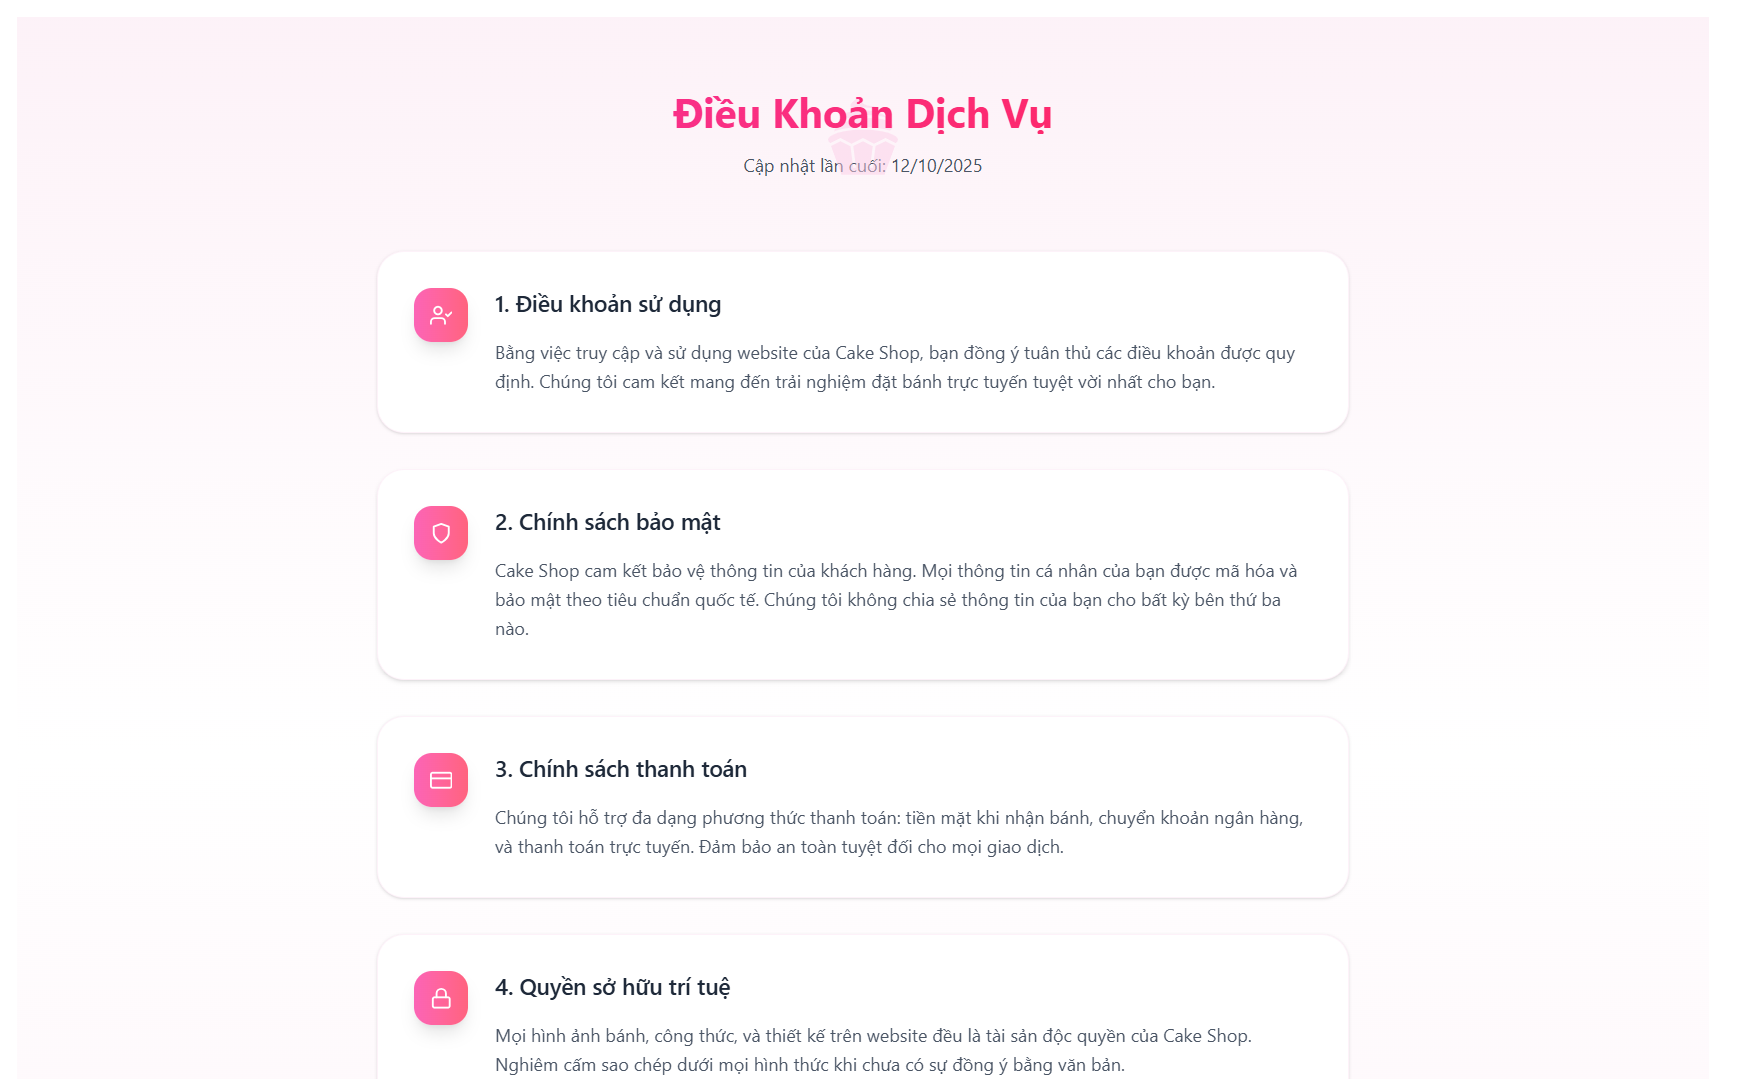 Điều Khoản Dịch Vụ
Cập nhật lần cuối: 12/10/2025
1. Điều khoản sử dụng
Bằng việc truy cập và sử dụng website của Cake Shop, bạn đồng ý tuân thủ các điều khoản được quy
định. Chúng tôi cam kết mang đến trải nghiệm đặt bánh trực tuyến tuyệt vời nhất cho bạn.
2. Chính sách bảo mật
Cake Shop cam kết bảo vệ thông tin của khách hàng. Mọi thông tin cá nhân của bạn được mã hóa và
bảo mật theo tiêu chuẩn quốc tế. Chúng tôi không chia sẻ thông tin của bạn cho bất kỳ bên thứ ba
nào.
3. Chính sách thanh toán
Chúng tôi hỗ trợ đa dạng phương thức thanh toán: tiền mặt khi nhận bánh, chuyển khoản ngân hàng,
và thanh toán trực tuyến. Đảm bảo an toàn tuyệt đối cho mọi giao dịch.
4. Quyền sở hữu trí tuệ
Mọi hình ảnh bánh, công thức, và thiết kế trên website đều là tài sản độc quyền của Cake Shop.
Nghiêm cấm sao chép dưới mọi hình thức khi chưa có sự đồng ý bằng văn bản.